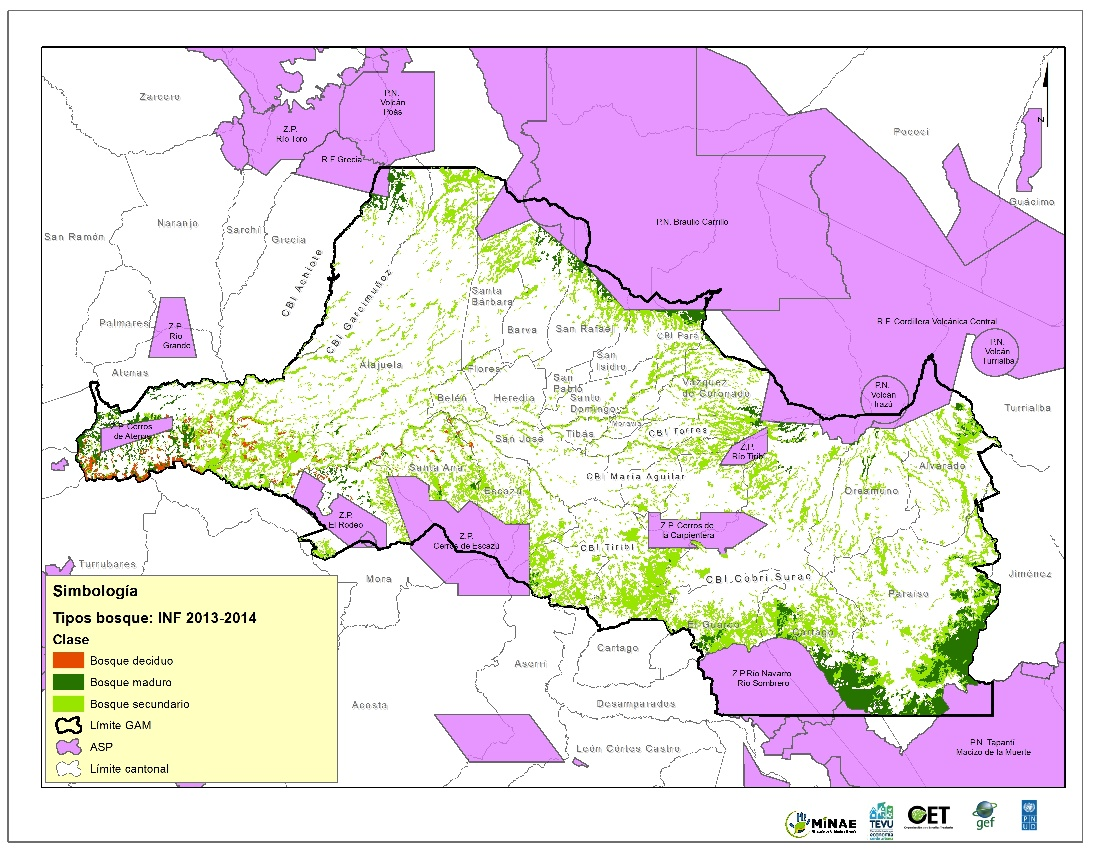 Zarcero
P.N.
Volcán
Poás
Z.P.
Río Toro
R.F.Grecia
Pococí
N
Guácimo
Naranjo
San Ramón
Sarchí
Grecia
P.N. Braulio Carrillo
CBI Achiote
CBI Garcimuñoz
Santa
Bárbara
Palmares
Z.P.
Río
Grande
Barva
San Rafael
CBI Pará
R.F.Cordillera Volcánica Central
P.N.
Volcán
Turrialba
Atenas
Alajuela
Flores
San
Isidro
San
Pablo
Vázquez
de Coronado
P.N.
Volcán
Irazú
Belén
Heredia
Santo
Domingo
Moravia
Turrialba
Z.P. Cerros
de Atenas
San José
Tibás
CBI Torres
Z.P.
Río Tiribí
Santa Ana
CBI María Aguilar
Alvarado
Escazú
Oreamuno
Z.P.
El Rodeo
Z.P.
Cerros de Escazú
Z.P. Cerros de
la Carpientera
CBI Tiribí
Turrubares
Mora
CBI Cobri Surac
Jiménez
Paraíso
Simbología
Tipos bosque: INF 2013-2014
Clase
Bosque deciduo
Bosque maduro
Bosque secundario
Límite GAM
ASP
Límite cantonal
El Guarco
Cartago
Cartago
Aserrí
Z.P.Río Navarro
Río Sombrero
Acosta
Desamparados
León Córtes Castro
P.N. Tapantí
Macizo de la Muerte
MINAE
TEVU
OET
gef
P N
U D